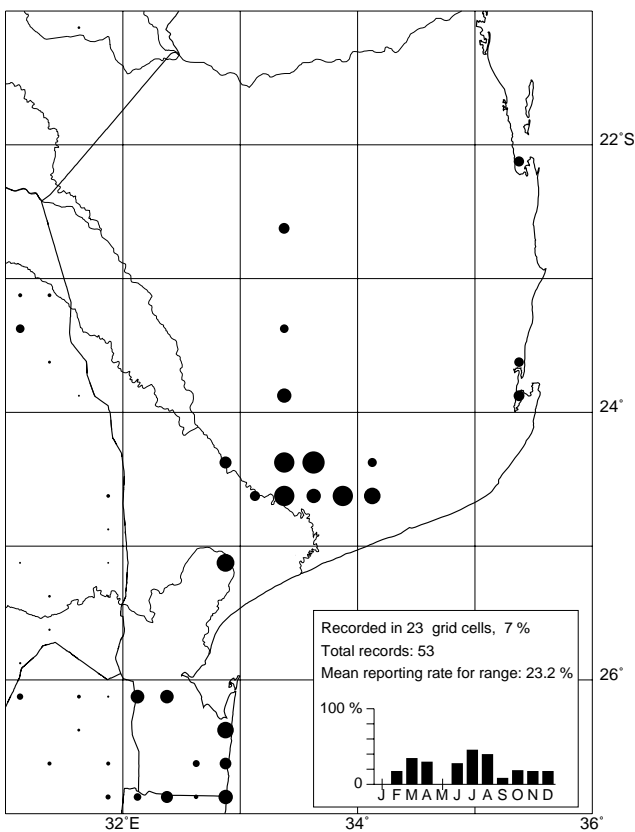 22˚S
24˚
26˚
Recorded in 23 grid cells, 7 %
Total records: 53
Mean reporting rate for range: 23.2 %
100 %
0
J F M A M J J A S O N D
32˚E
34˚
36˚